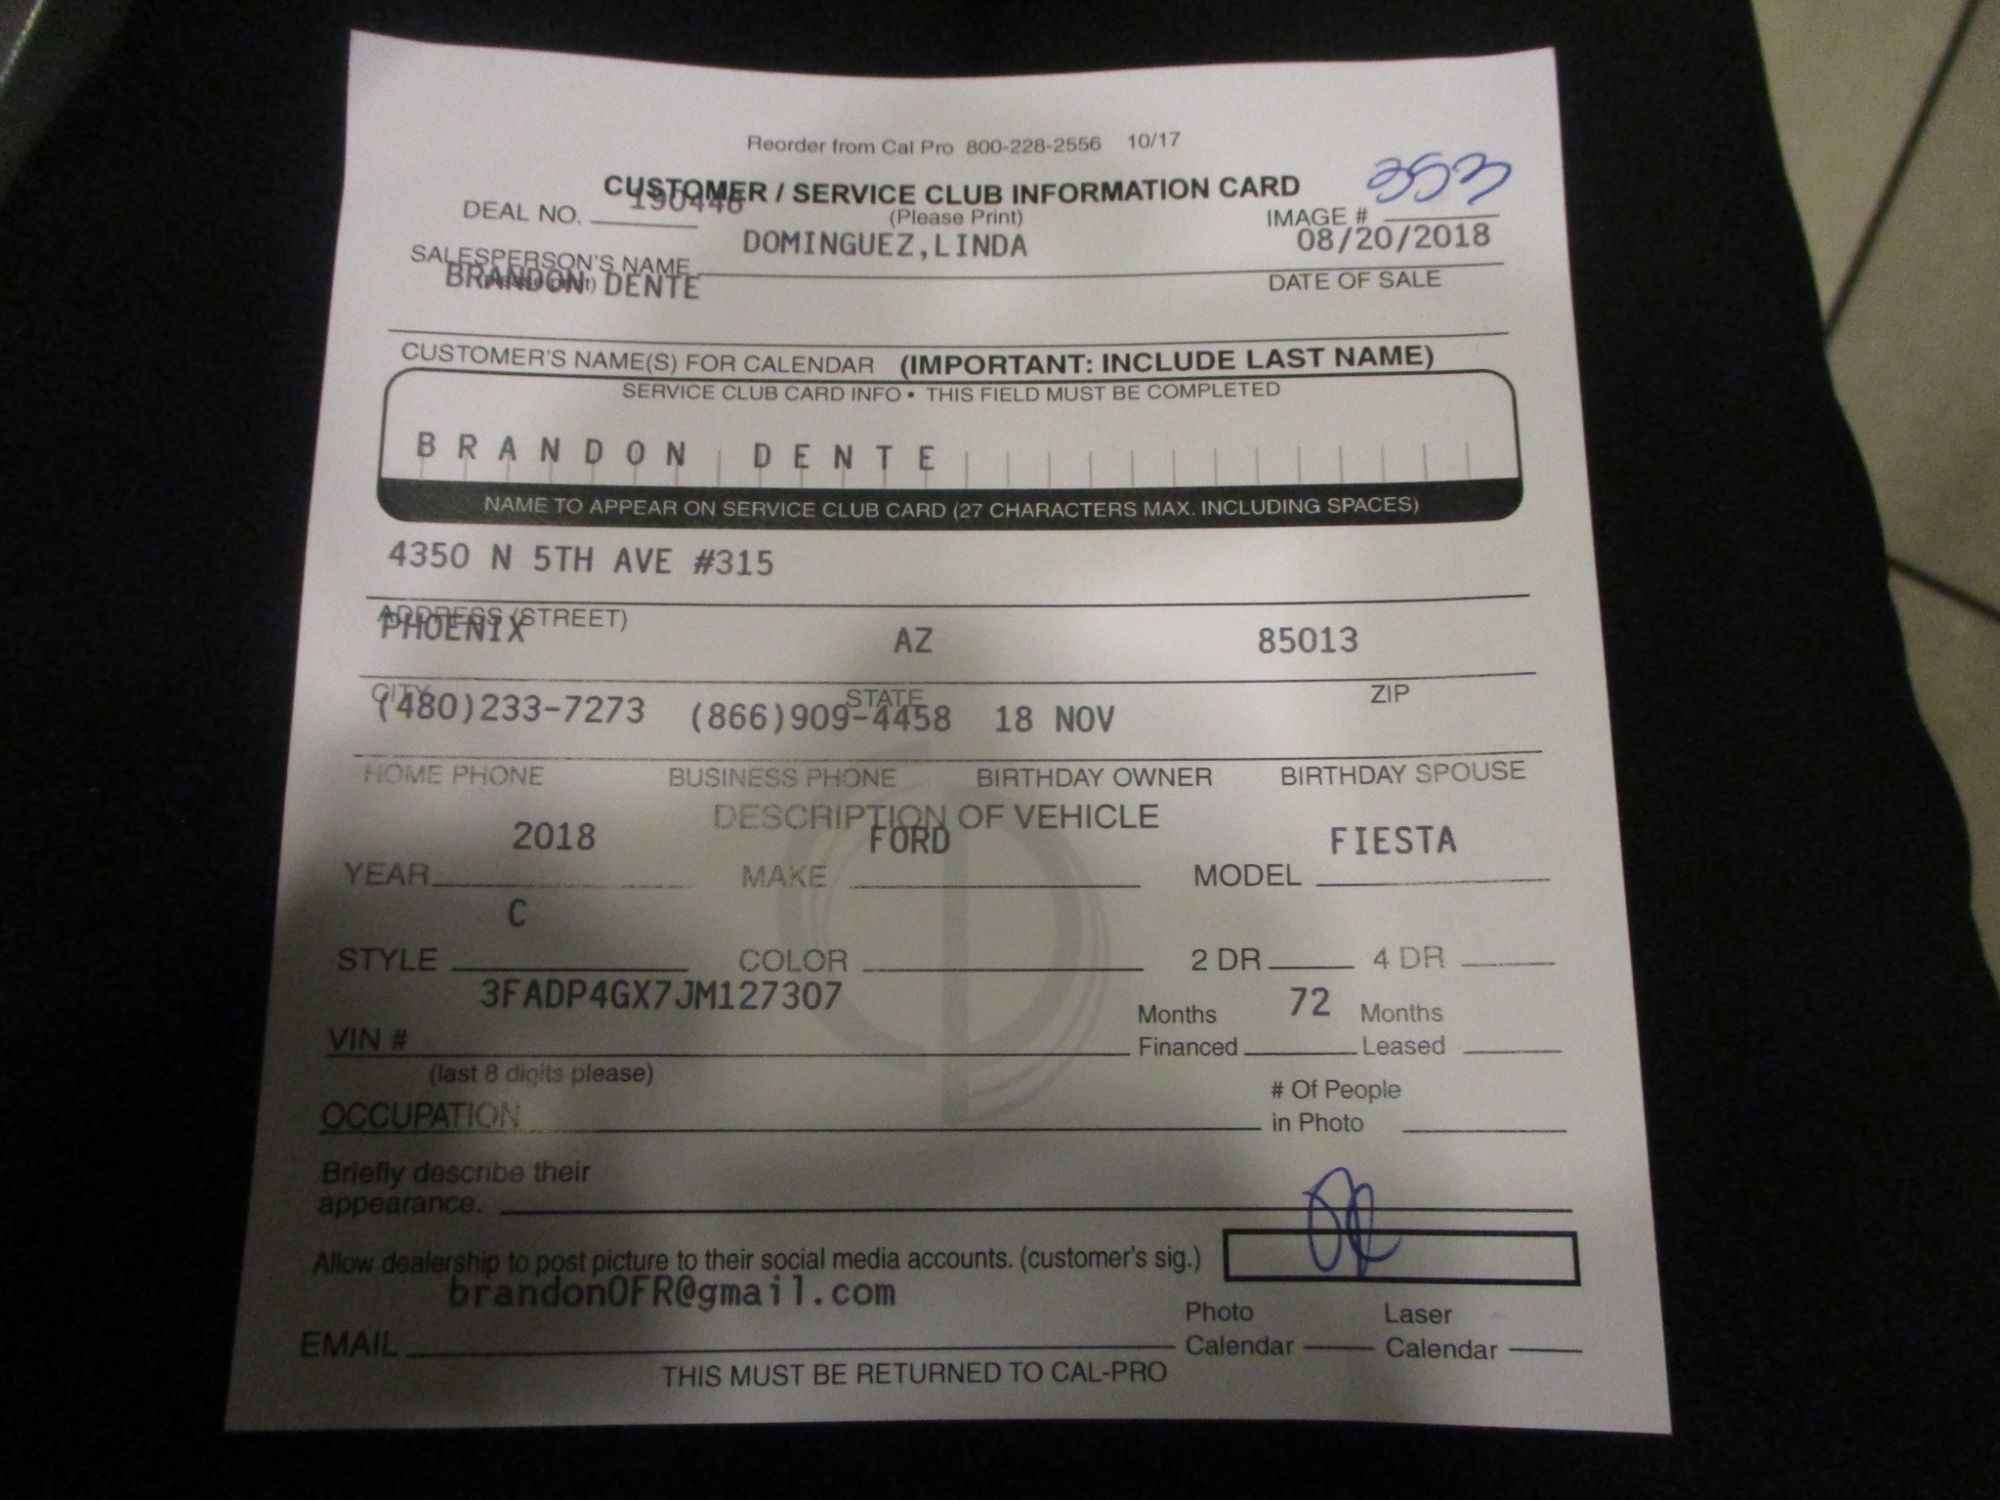 Reorder from Cal Pro 800-228-2556 10/17
CUSTOMER / SERVICE CLUB INFORMATION CARD
353
DEAL NO. 190446
(Please Print)
IMAGE #
DOMINGUEZ,LINDA
08/20/2018
SALESPERSON'S NAME
(please print)
DATE OF SALE
BRANDON DENTE
CUSTOMER'S NAME(S) FOR CALENDAR (IMPORTANT: INCLUDE LAST NAME)
SERVICE CLUB CARD INFO • THIS FIELD MUST BE COMPLETED
BRANDON DENTE
NAME TO APPEAR ON SERVICE CLUB CARD (27 CHARACTERS MAX. INCLUDING SPACES)
4350 N 5TH AVE #315
ADDRESS (STREET)
PHOENIX AZ 85013
CITY STATE ZIP
(480)233-7273 (866)909-4458 18 NOV
HOME PHONE BUSINESS PHONE BIRTHDAY OWNER BIRTHDAY SPOUSE
DESCRIPTION OF VEHICLE
2018 FORD FIESTA
YEAR MAKE MODEL
C
STYLE COLOR 2 DR 4 DR
3FADP4GX7JM127307
Months 72 Months
VIN # Financed Leased
(last 8 digits please)
# Of People
OCCUPATION in Photo
Briefly describe their
appearance.
Allow dealership to post picture to their social media accounts. (customer's sig.)
brandonOFR@gmail.com
Photo Laser
EMAIL Calendar Calendar
THIS MUST BE RETURNED TO CAL-PRO